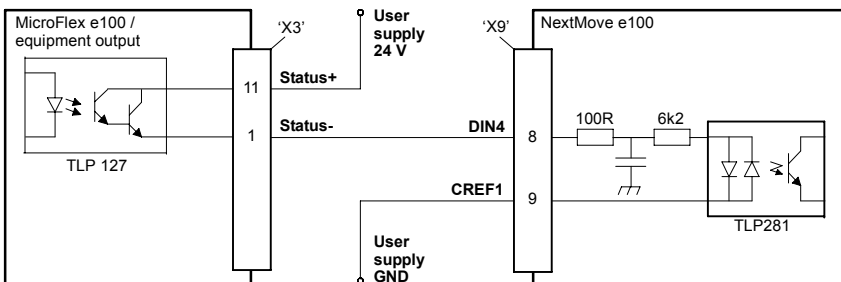 MicroFlex e100 /
equipment output
'X3'
User
supply
24 V
'X9'
NextMove e100
11
Status+
1
Status-
TLP 127
DIN4
8
100R
6k2
CREF1
9
TLP281
User
supply
GND